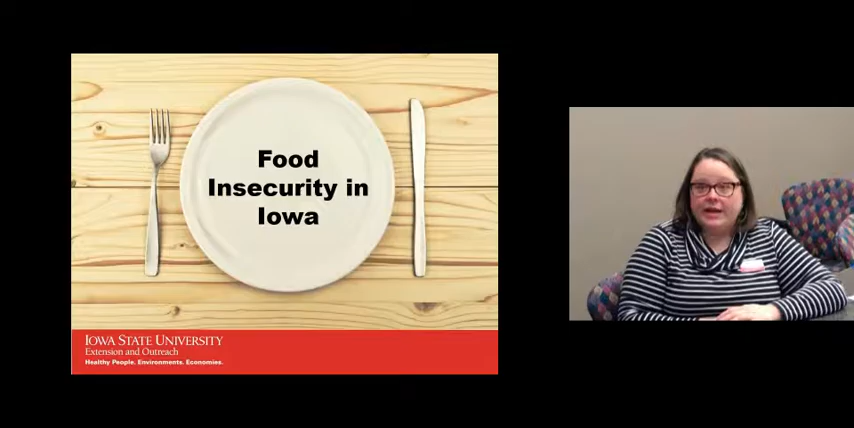 Food
Insecurity in
Iowa
IOWA STATE UNIVERSITY
Extension and Outreach
Healthy People. Environments. Economies.